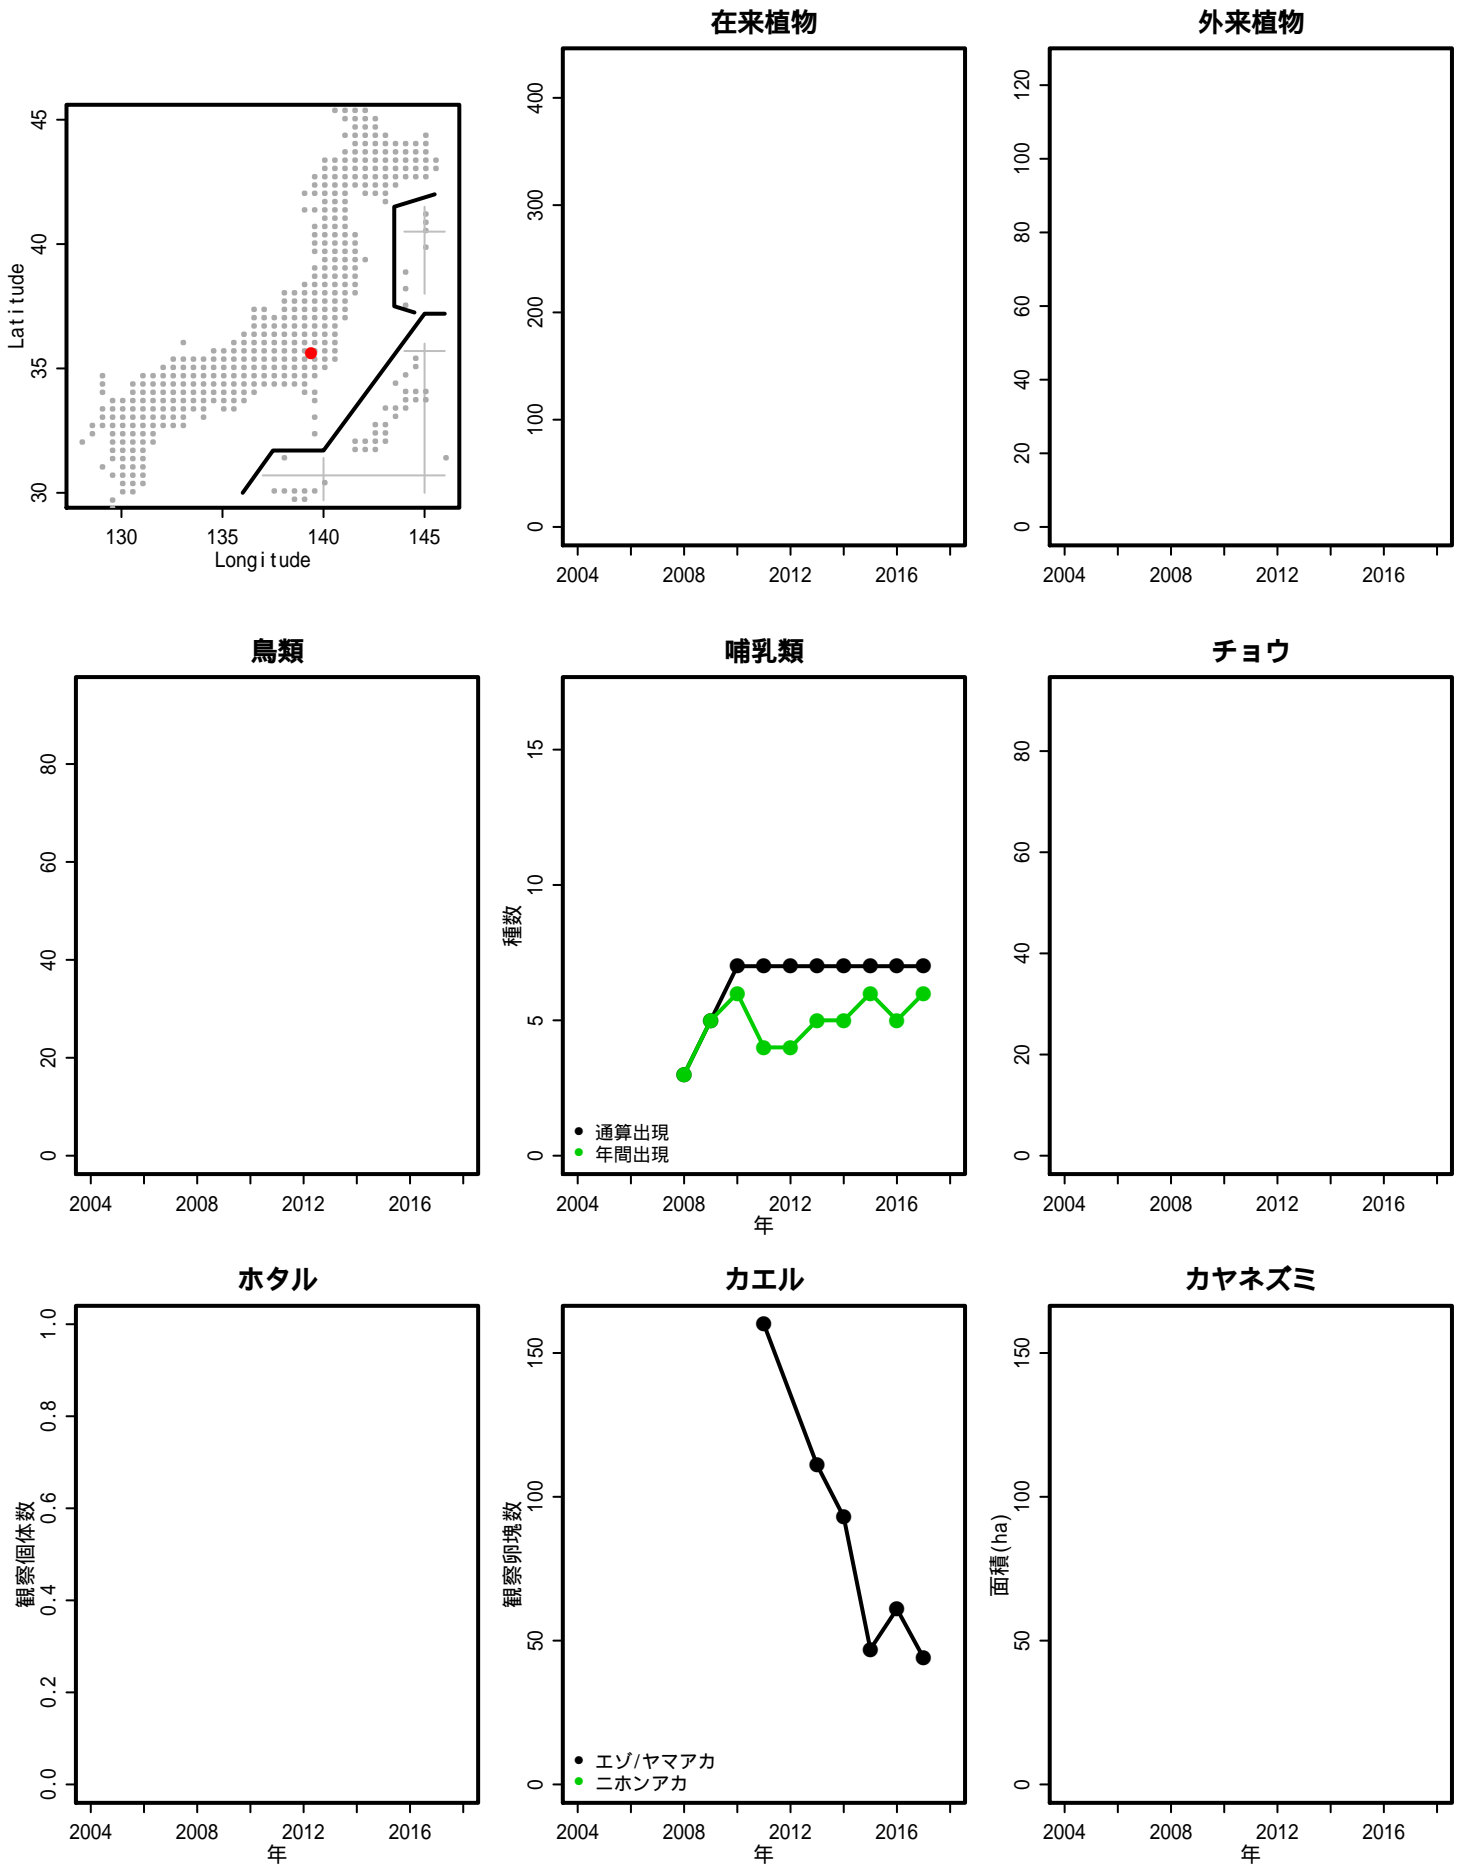 在来植物
外来植物
45
40
35
30
Latitude
130 135 140 145
Longitude
400
300
200
100
0
2004 2008 2012 2016
120
100
80
60
40
20
0
2004 2008 2012 2016
鳥類
哺乳類
チョウ
80
60
40
20
0
2004 2008 2012 2016
15
10
5
0
種数
通算出現
年間出現
2004 2008 2012 2016
年
80
60
40
20
0
2004 2008 2012 2016
ホタル
カエル
カヤネズミ
1.0
0.8
0.6
0.4
0.2
0.0
観察個体数
2004 2008 2012 2016
年
150
100
50
0
観察卵塊数
エゾ/ヤマアカ
ニホンアカ
2004 2008 2012 2016
年
150
100
50
0
面積(ha)
2004 2008 2012 2016
年